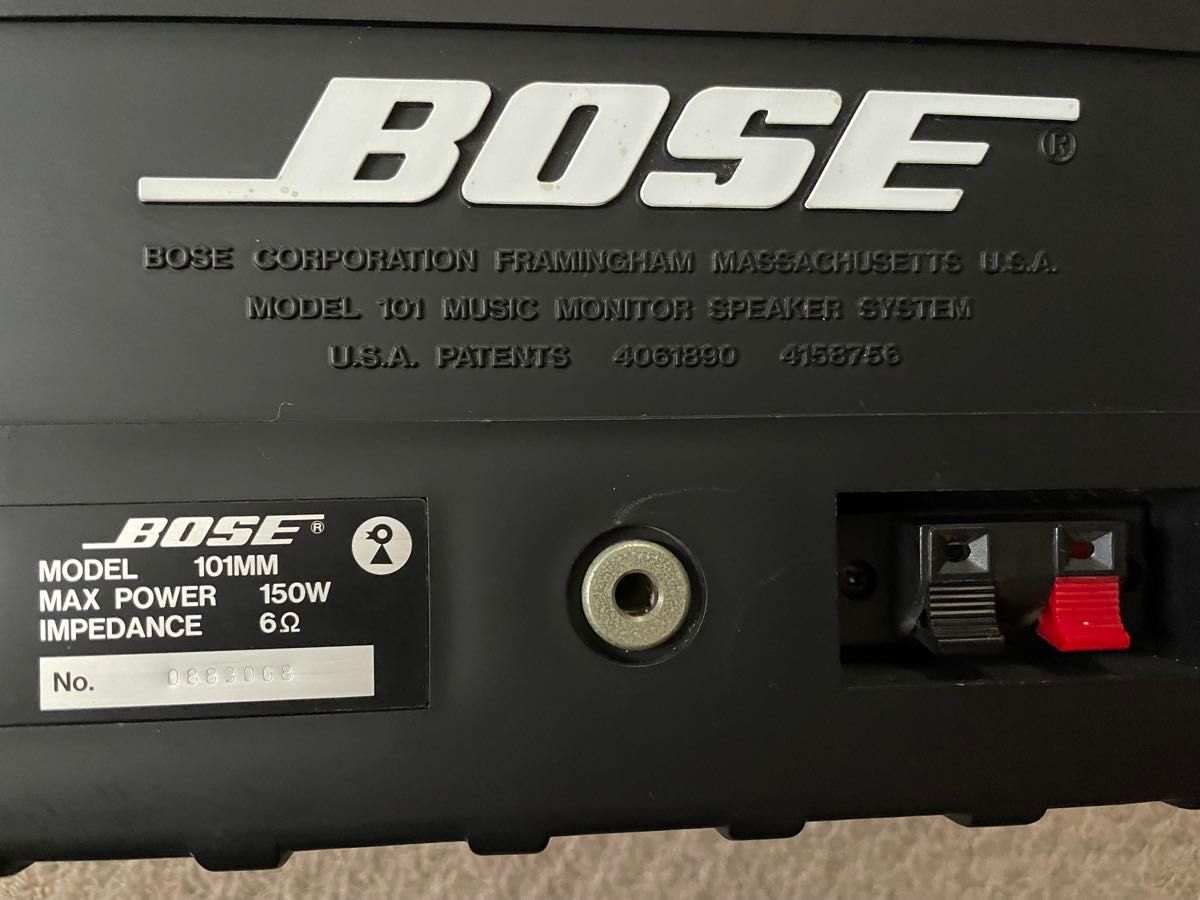 BOSE®
BOSE CORPORATION FRAMINGHAM MASSACHUSETTS U.S.A.
MODEL 101 MUSIC MONITOR SPEAKER SYSTEM
U.S.A. PATENTS 4061890 4158756
BOSE®
MODEL 101MM
MAX POWER 150W
IMPEDANCE 6Ω
No. 0883068